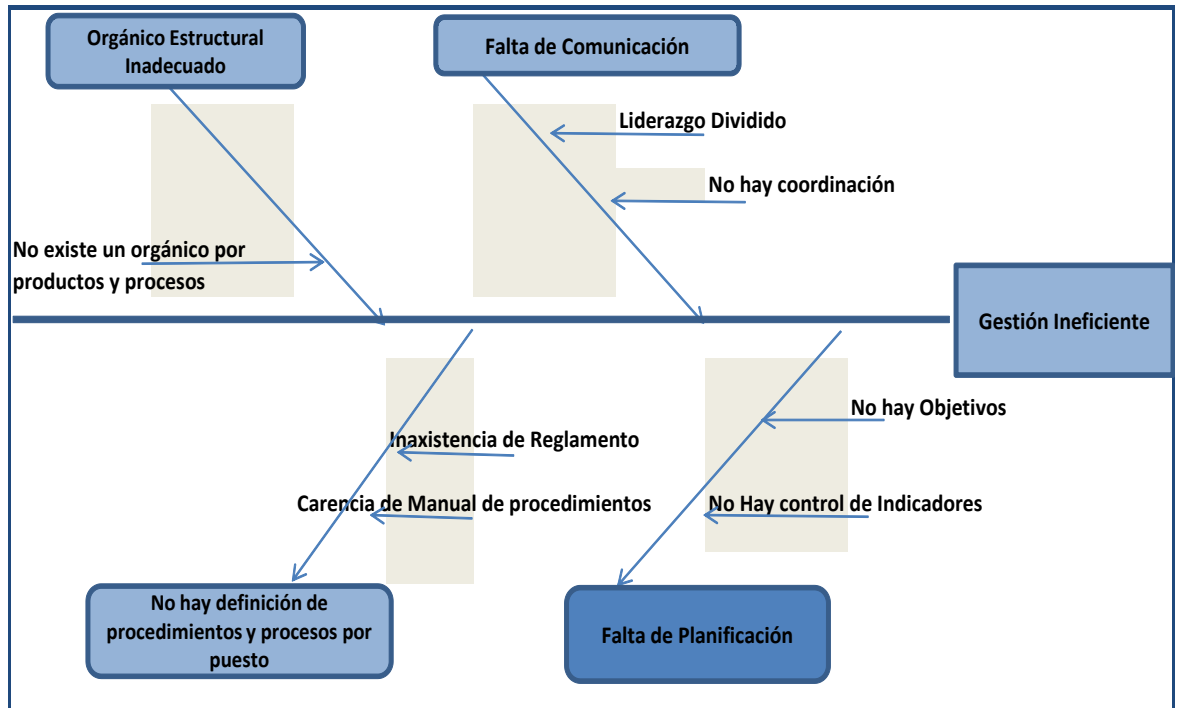 Orgánico Estructural
Inadecuado
Falta de Comunicación
Liderazgo Dividido
No hay coordinación
No existe un orgánico por
productos y procesos
Gestión Ineficiente
No hay Objetivos
Inaxistencia de Reglamento
Carencia de Manual de procedimientos
No Hay control de Indicadores
No hay definición de
procedimientos y procesos por
puesto
Falta de Planificación